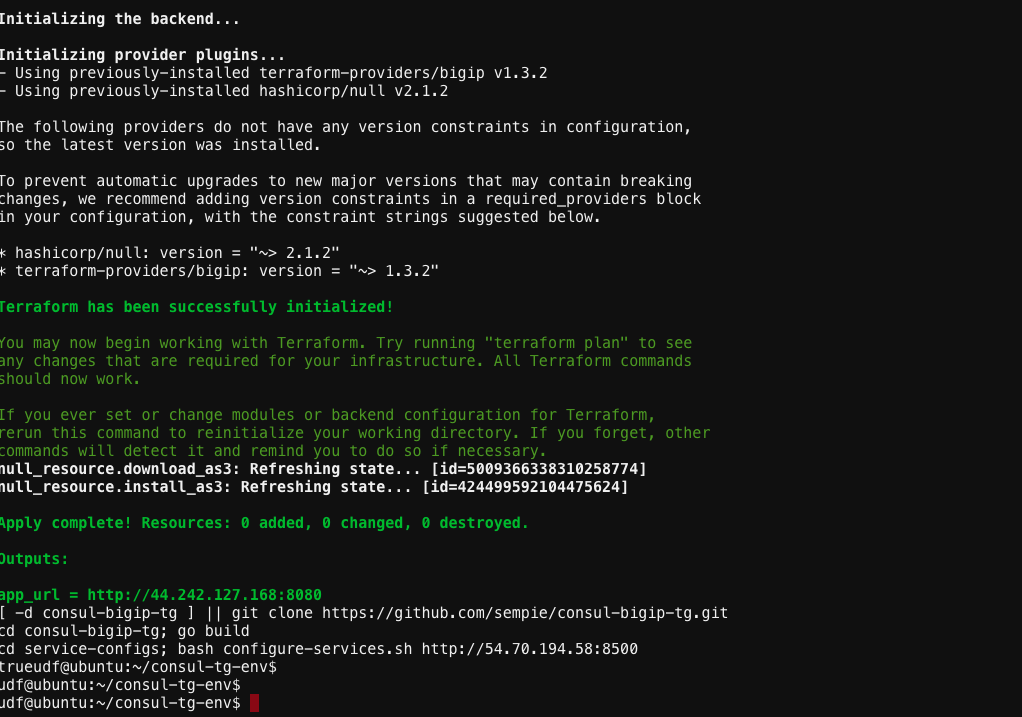 Initializing the backend...
Initializing provider plugins...
- Using previously-installed terraform-providers/bigip v1.3.2
- Using previously-installed hashicorp/null v2.1.2
The following providers do not have any version constraints in configuration,
so the latest version was installed.
To prevent automatic upgrades to new major versions that may contain breaking
changes, we recommend adding version constraints in a required_providers block
in your configuration, with the constraint strings suggested below.
* hashicorp/null: version = "~> 2.1.2"
* terraform-providers/bigip: version = "~> 1.3.2"
Terraform has been successfully initialized!
You may now begin working with Terraform. Try running "terraform plan" to see
any changes that are required for your infrastructure. All Terraform commands
should now work.
If you ever set or change modules or backend configuration for Terraform,
rerun this command to reinitialize your working directory. If you forget, other
commands will detect it and remind you to do so if necessary.
null_resource.download_as3: Refreshing state... [id=5009366338310258774]
null_resource.install_as3: Refreshing state... [id=424499592104475624]
Apply complete! Resources: 0 added, 0 changed, 0 destroyed.
Outputs:
app_url = http://44.242.127.168:8080
[ -d consul-bigip-tg ] || git clone https://github.com/sempie/consul-bigip-tg.git
cd consul-bigip-tg; go build
cd service-configs; bash configure-services.sh http://54.70.194.58:8500
trueudf@ubuntu:~/consul-tg-env$
udf@ubuntu:~/consul-tg-env$
udf@ubuntu:~/consul-tg-env$